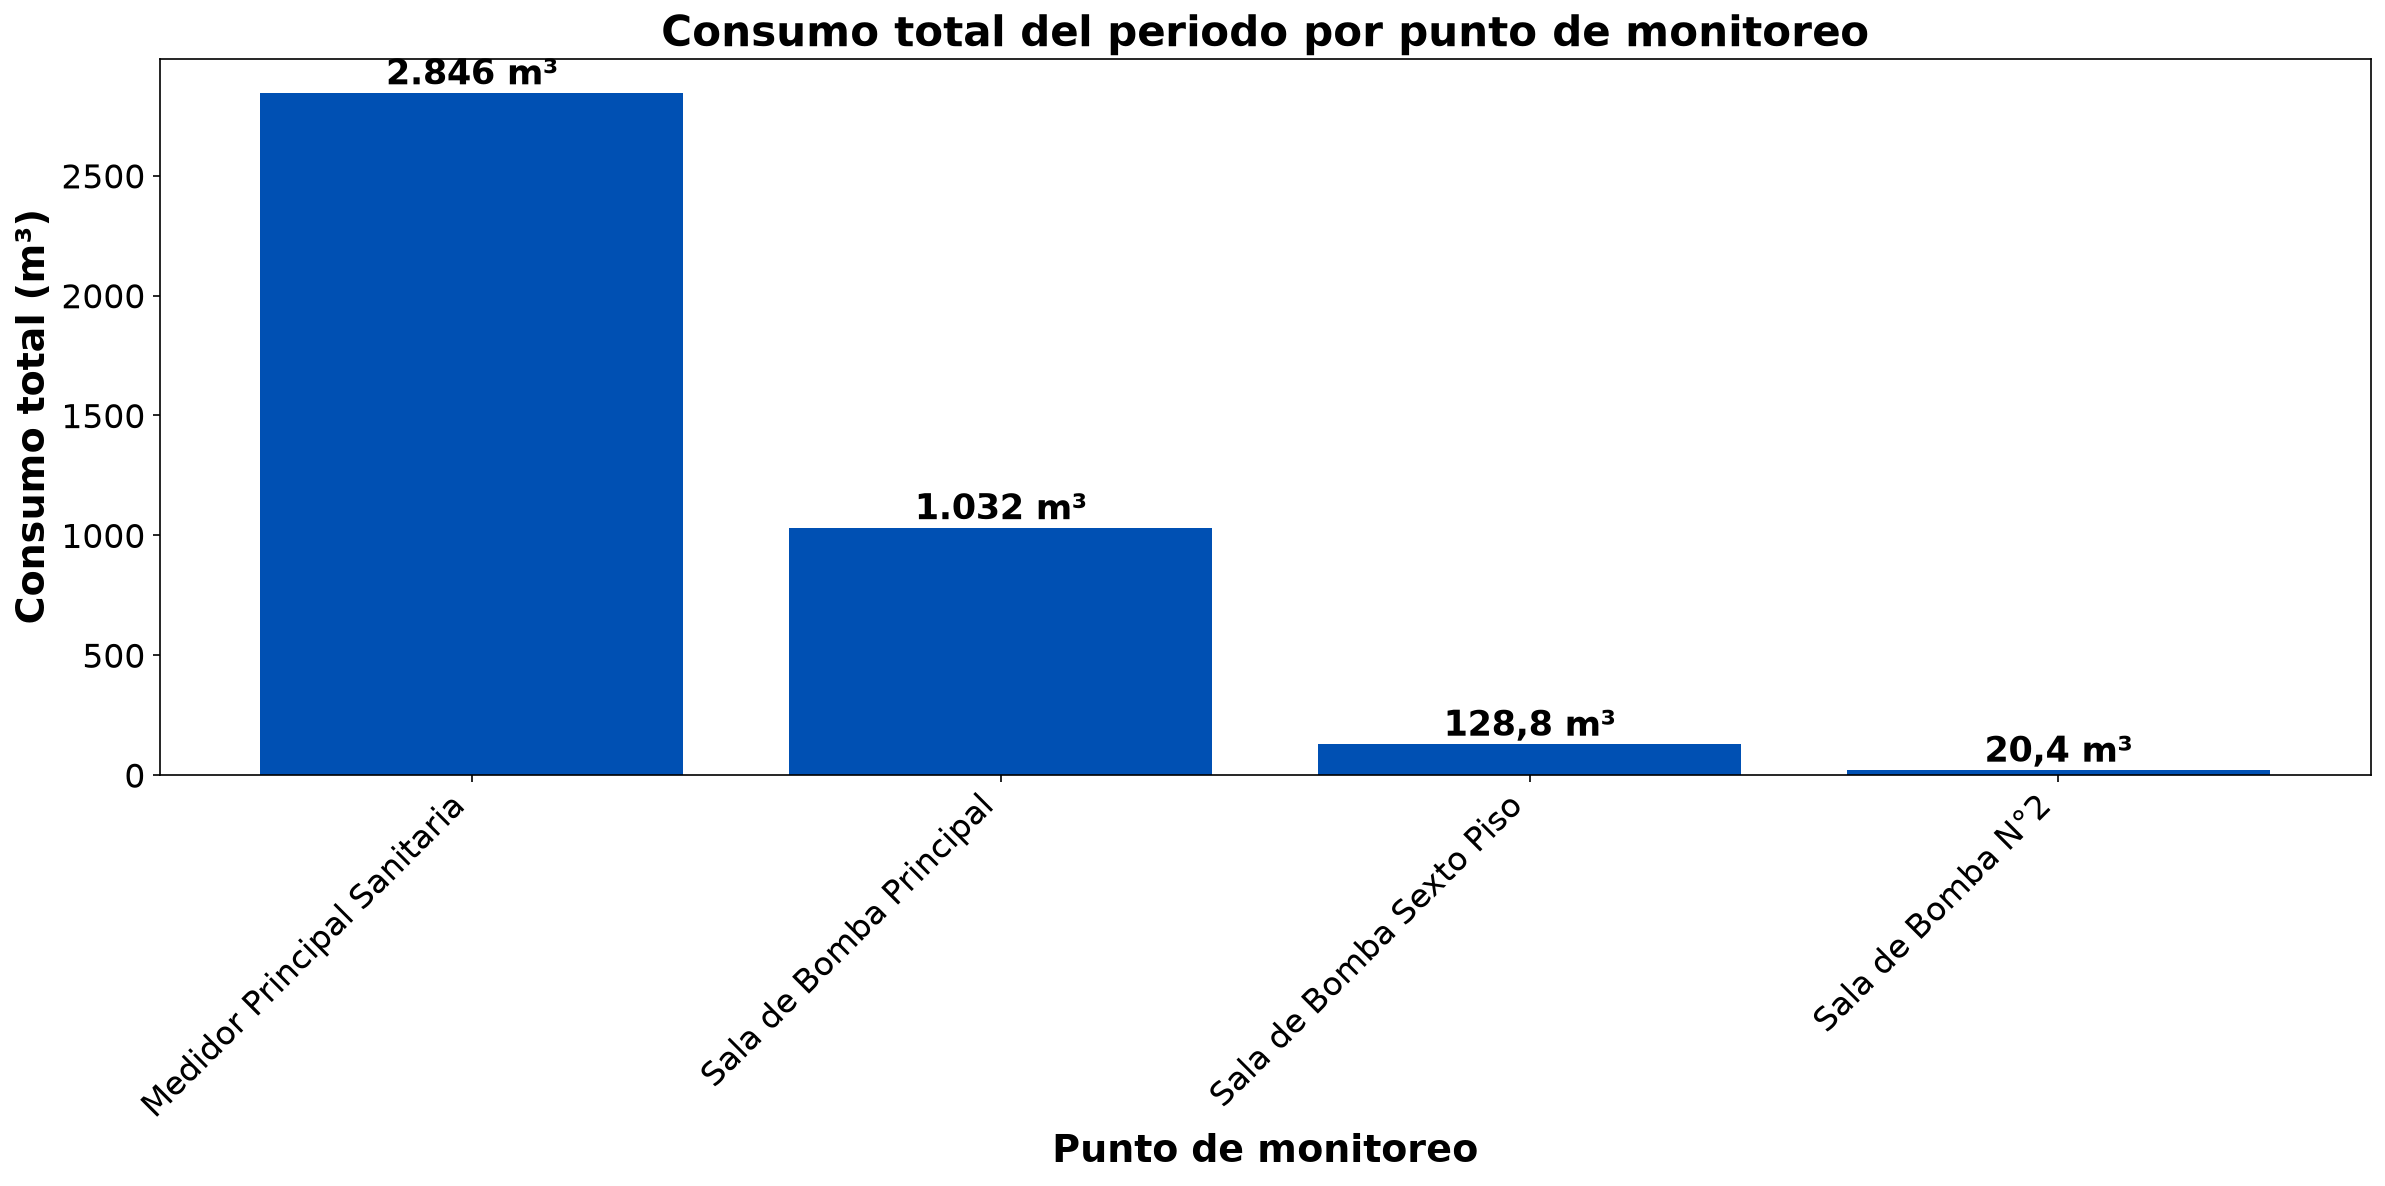 Consumo total del periodo por punto de monitoreo
2.846 m³
1.032 m³
128,8 m³
20,4 m³
Consumo total (m³)
2500
2000
1500
1000
500
0
Medidor Principal Sanitaria
Sala de Bomba Principal
Sala de Bomba Sexto Piso
Sala de Bomba N°2
Punto de monitoreo